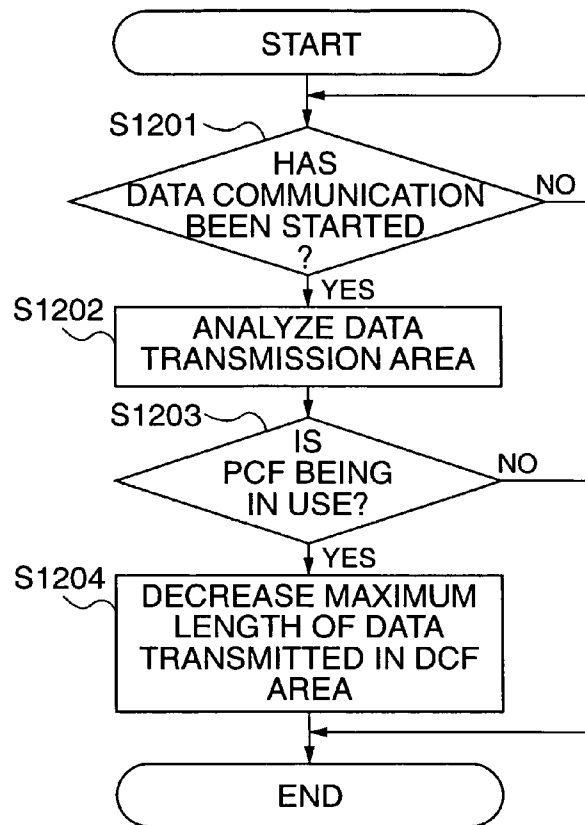 START
S1201
HAS
DATA COMMUNICATION
BEEN STARTED
?
NO
YES
S1202
ANALYZE DATA
TRANSMISSION AREA
S1203
IS
PCF BEING
IN USE?
NO
YES
S1204
DECREASE MAXIMUM
LENGTH OF DATA
TRANSMITTED IN DCF
AREA
END